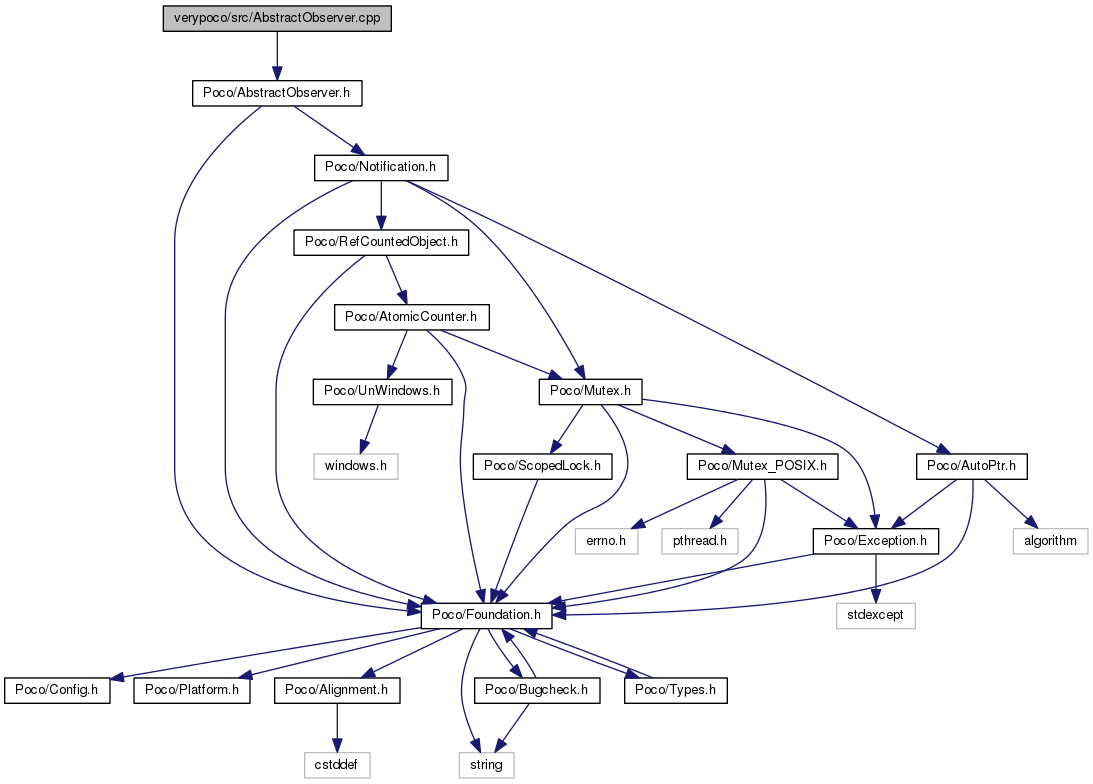 verypoco/src/AbstractObserver.cpp
Poco/AbstractObserver.h
Poco/Notification.h
Poco/RefCountedObject.h
Poco/AtomicCounter.h
Poco/UnWindows.h
Poco/Mutex.h
windows.h
Poco/ScopedLock.h
Poco/Mutex_POSIX.h
Poco/AutoPtr.h
errno.h
pthread.h
Poco/Exception.h
algorithm
Poco/Foundation.h
stdexcept
Poco/Config.h
Poco/Platform.h
Poco/Alignment.h
Poco/Bugcheck.h
Poco/Types.h
cstddef
string